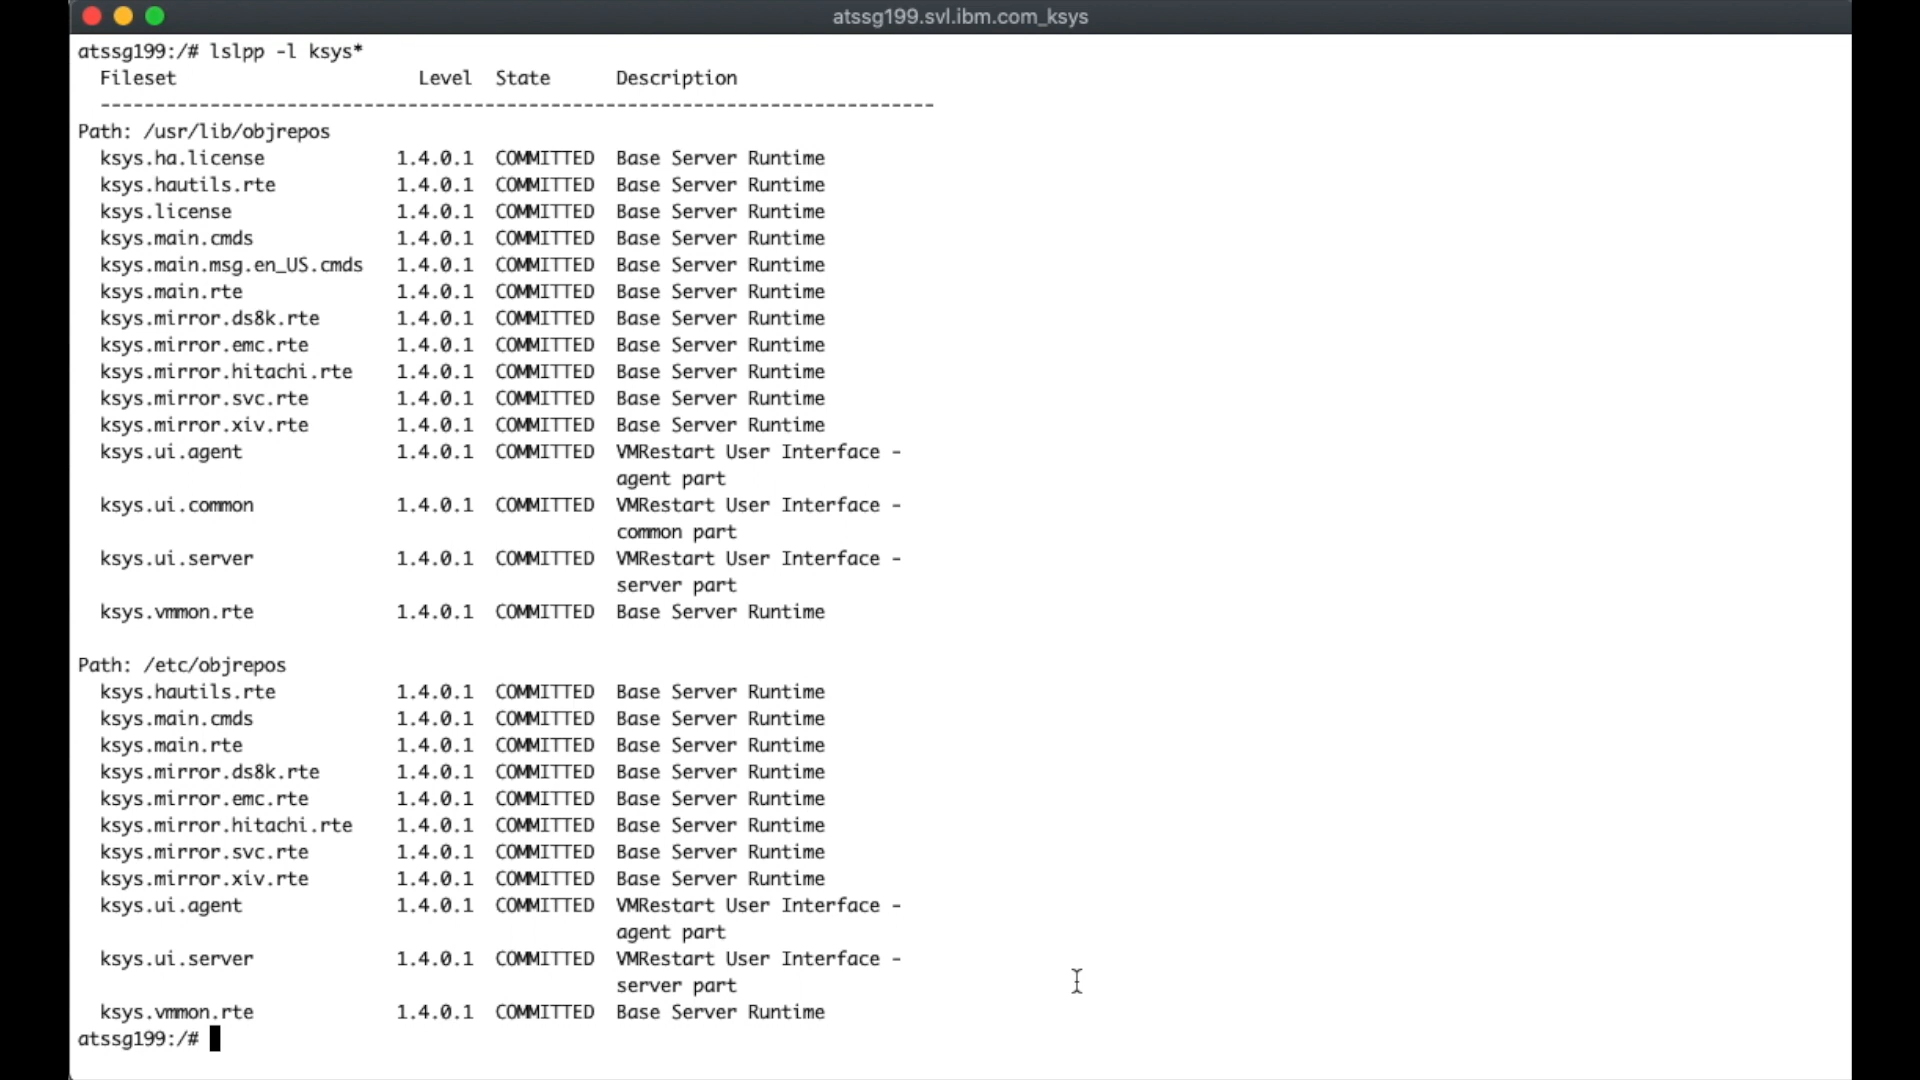 atssg199.svl.ibm.com_ksys
atssg199:/# lslpp -l ksys*
  Fileset                      Level  State      Description
  ----------------------------------------------------------------------------
Path: /usr/lib/objrepos
  ksys.ha.license            1.4.0.1  COMMITTED  Base Server Runtime
  ksys.hautils.rte           1.4.0.1  COMMITTED  Base Server Runtime
  ksys.license               1.4.0.1  COMMITTED  Base Server Runtime
  ksys.main.cmds             1.4.0.1  COMMITTED  Base Server Runtime
  ksys.main.msg.en_US.cmds   1.4.0.1  COMMITTED  Base Server Runtime
  ksys.main.rte              1.4.0.1  COMMITTED  Base Server Runtime
  ksys.mirror.ds8k.rte       1.4.0.1  COMMITTED  Base Server Runtime
  ksys.mirror.emc.rte        1.4.0.1  COMMITTED  Base Server Runtime
  ksys.mirror.hitachi.rte    1.4.0.1  COMMITTED  Base Server Runtime
  ksys.mirror.svc.rte        1.4.0.1  COMMITTED  Base Server Runtime
  ksys.mirror.xiv.rte        1.4.0.1  COMMITTED  Base Server Runtime
  ksys.ui.agent              1.4.0.1  COMMITTED  VMRestart User Interface -
                                                 agent part
  ksys.ui.common             1.4.0.1  COMMITTED  VMRestart User Interface -
                                                 common part
  ksys.ui.server             1.4.0.1  COMMITTED  VMRestart User Interface -
                                                 server part
  ksys.vmmon.rte             1.4.0.1  COMMITTED  Base Server Runtime
Path: /etc/objrepos
  ksys.hautils.rte           1.4.0.1  COMMITTED  Base Server Runtime
  ksys.main.cmds             1.4.0.1  COMMITTED  Base Server Runtime
  ksys.main.rte              1.4.0.1  COMMITTED  Base Server Runtime
  ksys.mirror.ds8k.rte       1.4.0.1  COMMITTED  Base Server Runtime
  ksys.mirror.emc.rte        1.4.0.1  COMMITTED  Base Server Runtime
  ksys.mirror.hitachi.rte    1.4.0.1  COMMITTED  Base Server Runtime
  ksys.mirror.svc.rte        1.4.0.1  COMMITTED  Base Server Runtime
  ksys.mirror.xiv.rte        1.4.0.1  COMMITTED  Base Server Runtime
  ksys.ui.agent              1.4.0.1  COMMITTED  VMRestart User Interface -
                                                 agent part
  ksys.ui.server             1.4.0.1  COMMITTED  VMRestart User Interface -
                                                 server part
  ksys.vmmon.rte             1.4.0.1  COMMITTED  Base Server Runtime
atssg199:/#